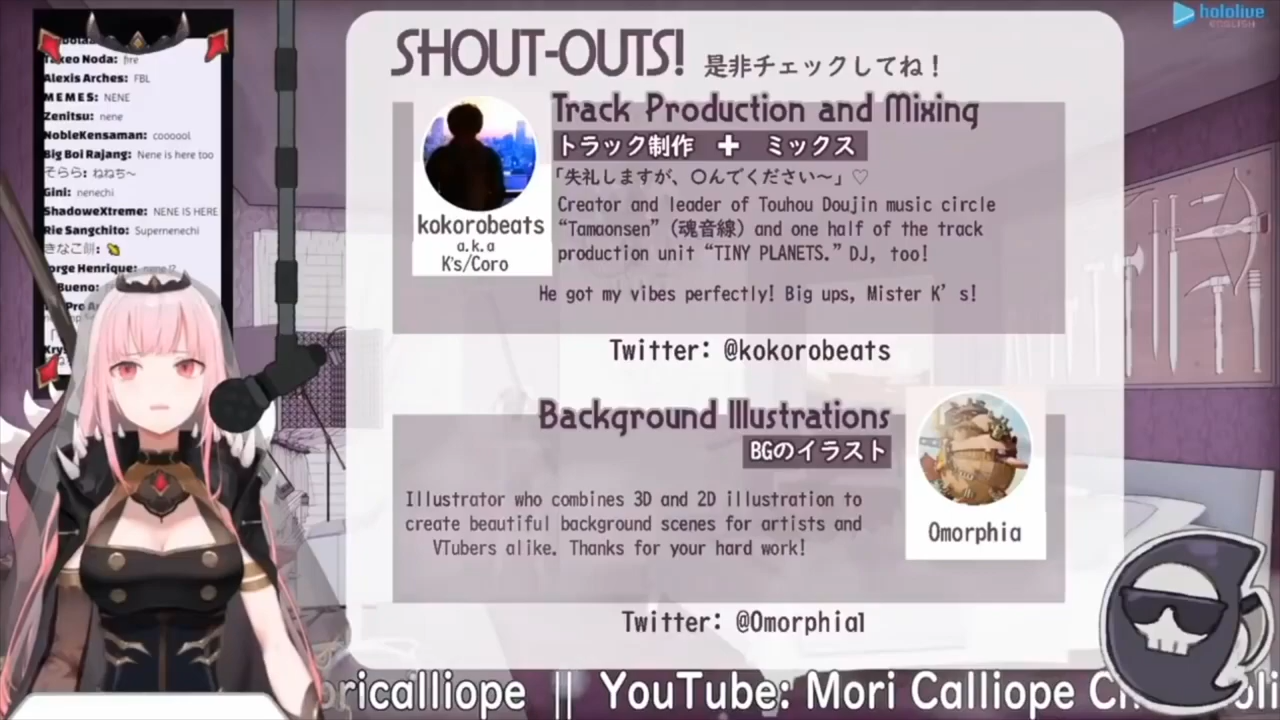 hololive
ENGLISH
SHOUT-OUTS! 是非チェックしてね！
Takeo Noda: fire
Alexis Arches: FBL
MEMES: NENE
Zenitsu: nene
NobleKensaman: coooool
Big Boi Rajang: Nene is here too
そらら: ねねち～
Gini: nenechi
ShadoweXtreme: NENE IS HERE
Rie Sangchito: Supernenechi
きなこ餅:
orge Henrique: nene !?
Bueno:
Track Production and Mixing
トラック制作 ✚ ミックス
「失礼しますが、〇んでください～」♡
Creator and leader of Touhou Doujin music circle
“Tamaonsen” (魂音線) and one half of the track
production unit “TINY PLANETS.” DJ, too!
He got my vibes perfectly! Big ups, Mister K's!
kokorobeats
a.k.a
K's/Coro
Twitter: @kokorobeats
Background Illustrations
BGのイラスト
Illustrator who combines 3D and 2D illustration to
create beautiful background scenes for artists and
VTubers alike. Thanks for your hard work!
Omorphia
Twitter: @Omorphia1
oricalliope || YouTube: Mori Calliope C